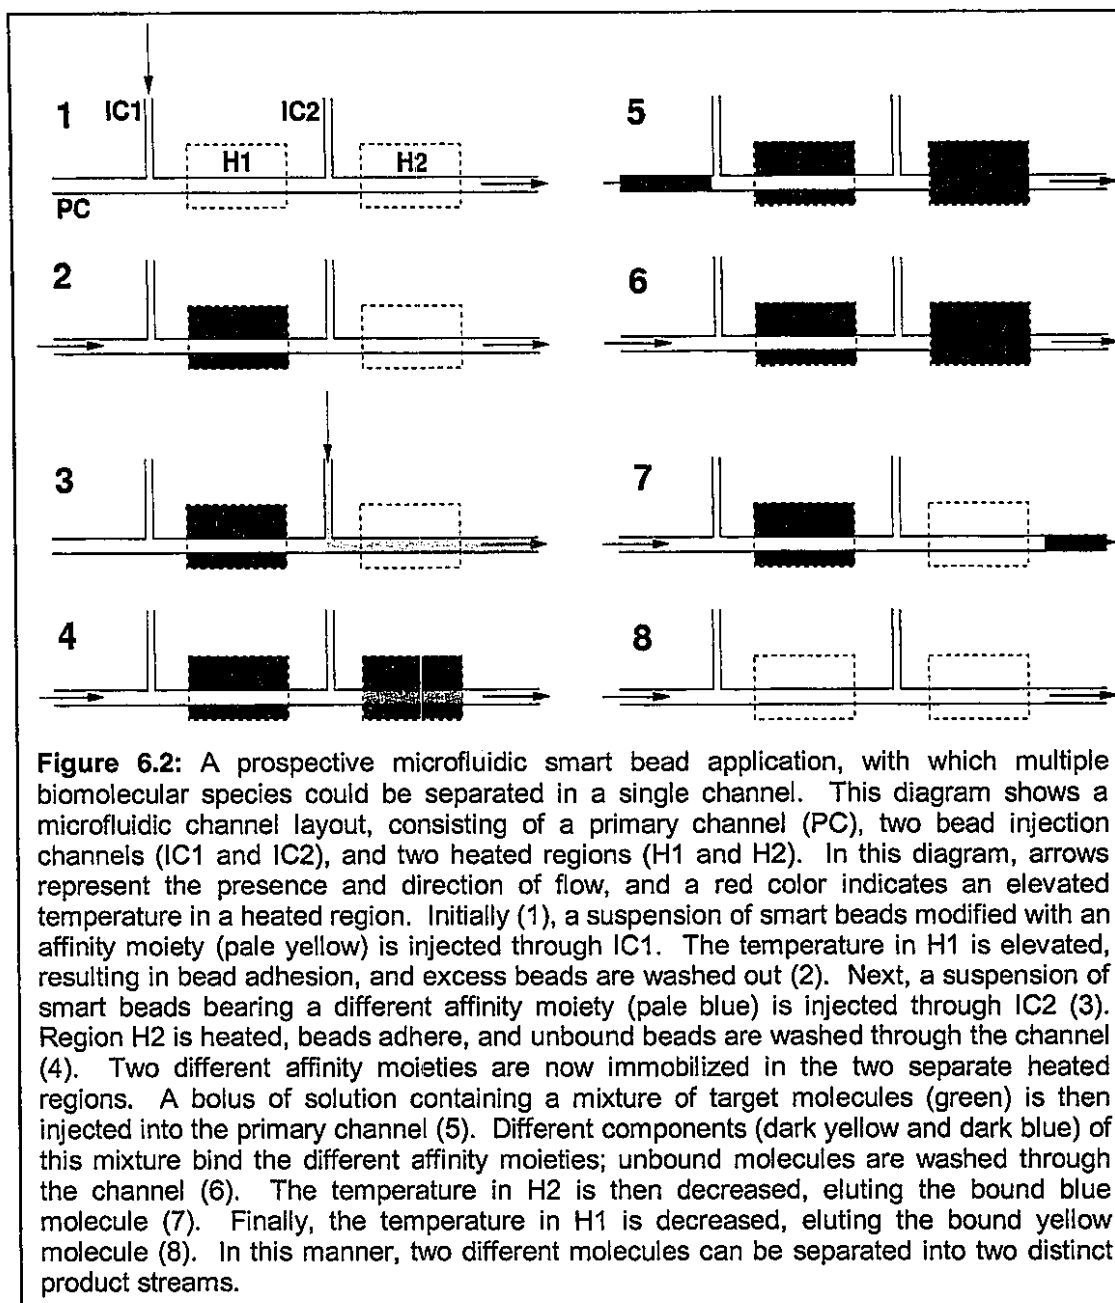 1 IC1 IC2
H1 H2
PC
2
3
4
5
6
7
8
Figure 6.2: A prospective microfluidic smart bead application, with which multiple
biomolecular species could be separated in a single channel. This diagram shows a
microfluidic channel layout, consisting of a primary channel (PC), two bead injection
channels (IC1 and IC2), and two heated regions (H1 and H2). In this diagram, arrows
represent the presence and direction of flow, and a red color indicates an elevated
temperature in a heated region. Initially (1), a suspension of smart beads modified with an
affinity moiety (pale yellow) is injected through IC1. The temperature in H1 is elevated,
resulting in bead adhesion, and excess beads are washed out (2). Next, a suspension of
smart beads bearing a different affinity moiety (pale blue) is injected through IC2 (3).
Region H2 is heated, beads adhere, and unbound beads are washed through the channel
(4). Two different affinity moieties are now immobilized in the two separate heated
regions. A bolus of solution containing a mixture of target molecules (green) is then
injected into the primary channel (5). Different components (dark yellow and dark blue) of
this mixture bind the different affinity moieties; unbound molecules are washed through
the channel (6). The temperature in H2 is then decreased, eluting the bound blue
molecule (7). Finally, the temperature in H1 is decreased, eluting the bound yellow
molecule (8). In this manner, two different molecules can be separated into two distinct
product streams.